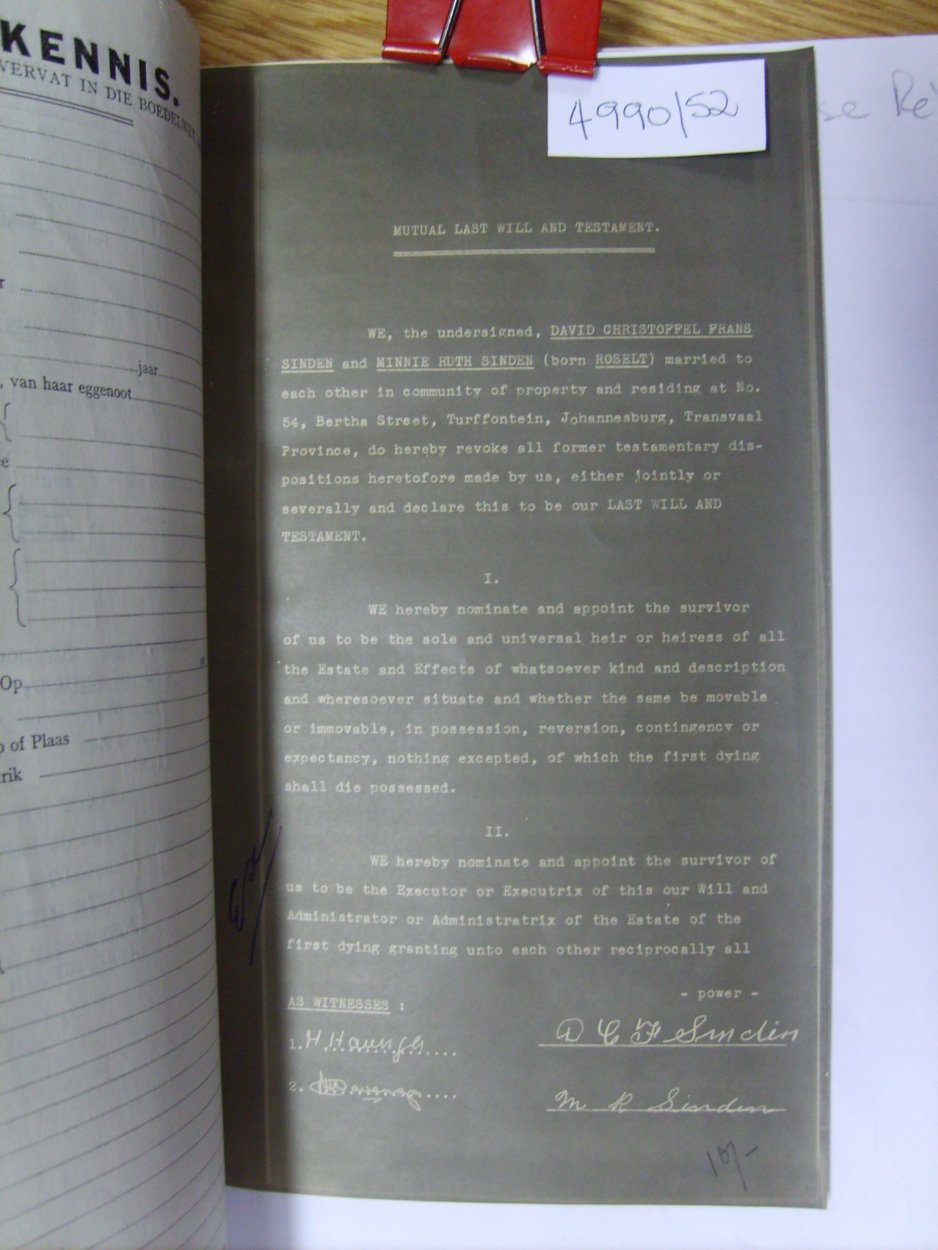 KENNIS.
VERVAT IN DIE BOEDELWET,
jaar
, van haar eggenoot
Op
of Plaas
rik
se Re
4990/52
MUTUAL LAST WILL AND TESTAMENT.
WE, the undersigned, DAVID CHRISTOFFEL FRANS
SINDEN and MINNIE RUTH SINDEN (born ROSELT) married to
each other in community of property and residing at No.
54, Bertha Street, Turffontein, Johannesburg, Transvaal
Province, do hereby revoke all former testamentary dis-
positions heretofore made by us, either jointly or
severally and declare this to be our LAST WILL AND
TESTAMENT.
I.
WE hereby nominate and appoint the survivor
of us to be the sole and universal heir or heiress of all
the Estate and Effects of whatsoever kind and description
and wheresoever situate and whether the same be movable
or immovable, in possession, reversion, contingency or
expectancy, nothing excepted, of which the first dying
shall die possessed.
II.
WE hereby nominate and appoint the survivor of
us to be the Executor or Executrix of this our Will and
Administrator or Administratrix of the Estate of the
first dying granting unto each other reciprocally all
- power -
AS WITNESSES :
1. H.
D C F Sinden
2.
M R Sinden
10/-